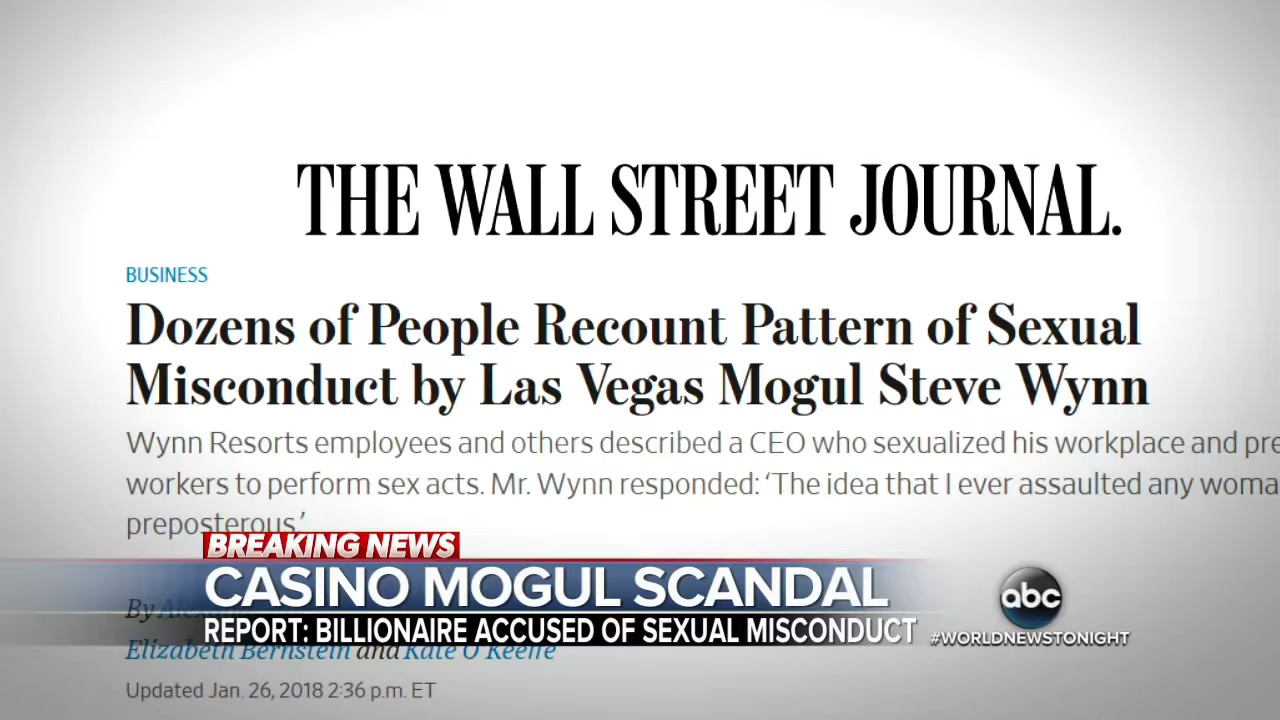 THE WALL STREET JOURNAL.
BUSINESS
Dozens of People Recount Pattern of Sexual
Misconduct by Las Vegas Mogul Steve Wynn
Wynn Resorts employees and others described a CEO who sexualized his workplace and pre
workers to perform sex acts. Mr. Wynn responded: ‘The idea that I ever assaulted any woma
preposterous.’
BREAKING NEWS
CASINO MOGUL SCANDAL
By
REPORT: BILLIONAIRE ACCUSED OF SEXUAL MISCONDUCT
abc
#WORLDNEWSTONIGHT
Elizabeth Bernstein and Kate O'Keeffe
Updated Jan. 26, 2018 2:36 p.m. ET